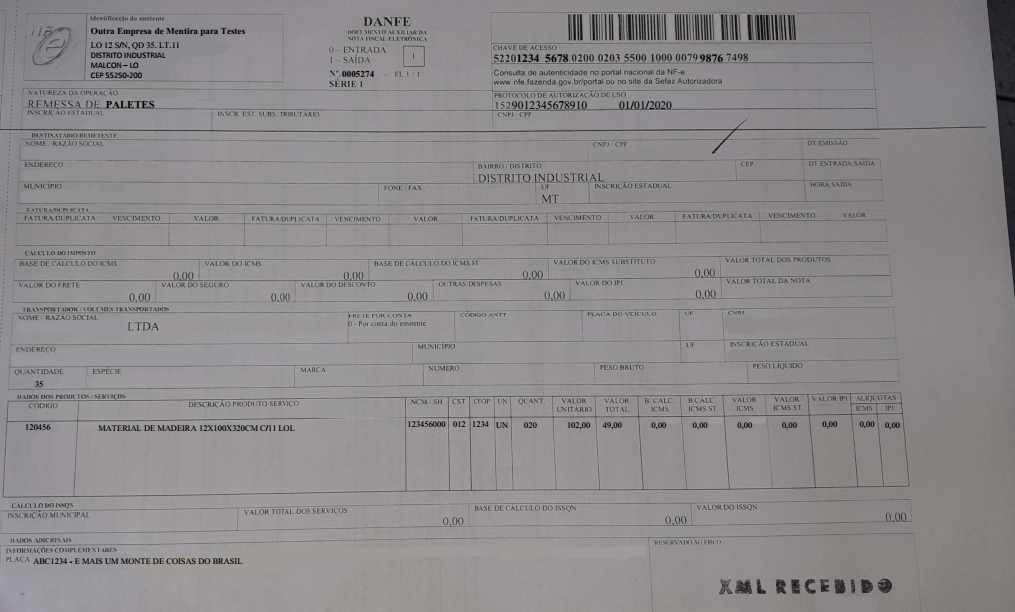 Identificação do emitente
Outra Empresa de Mentira para Testes
LO 12 S/N, QD 35, LT.11
DISTRITO INDUSTRIAL
MALCON – LO
CEP 55250-200
DANFE
DOCUMENTO AUXILIAR DA
NOTA FISCAL ELETRÔNICA
0 - ENTRADA
1 - SAÍDA
1
Nº.0005274 - FL 1 / 1
SÉRIE 1
CHAVE DE ACESSO
52201234 5678 0200 0203 5500 1000 0079 9876 7498
Consulta de autenticidade no portal nacional da NF-e
www.nfe.fazenda.gov.br/portal ou no site da Sefaz Autorizadora
NATUREZA DA OPERAÇÃO
REMESSA DE PALETES
PROTOCOLO DE AUTORIZAÇÃO DE USO
1529012345678910 01/01/2020
INSCRIÇÃO ESTADUAL INSCR. EST. SUBS. TRIBUTÁRIO CNPJ / CPF
DESTINATÁRIO/REMETENTE
NOME / RAZÃO SOCIAL CNPJ / CPF DT EMISSÃO
ENDEREÇO BAIRRO / DISTRITO CEP DT ENTRADA SAÍDA
DISTRITO INDUSTRIAL
MUNICÍPIO FONE / FAX UF INSCRIÇÃO ESTADUAL HORA SAÍDA
MT
FATURA/DUPLICATA
FATURA/DUPLICATA VENCIMENTO VALOR FATURA/DUPLICATA VENCIMENTO VALOR FATURA/DUPLICATA VENCIMENTO VALOR FATURA/DUPLICATA VENCIMENTO VALOR
CÁLCULO DO IMPOSTO
BASE DE CÁLCULO DO ICMS VALOR DO ICMS BASE DE CÁLCULO DO ICMS ST VALOR DO ICMS SUBSTITUTO VALOR TOTAL DOS PRODUTOS
0,00 0,00 0,00 0,00
VALOR DO FRETE VALOR DO SEGURO VALOR DO DESCONTO OUTRAS DESPESAS VALOR DO IPI VALOR TOTAL DA NOTA
0,00 0,00 0,00 0,00 0,00
TRANSPORTADOR / VOLUMES TRANSPORTADOS
NOME / RAZÃO SOCIAL FRETE POR CONTA CÓDIGO ANTT PLACA DO VEÍCULO UF CNPJ
LTDA 0 - Por conta do emitente
ENDEREÇO MUNICÍPIO UF INSCRIÇÃO ESTADUAL
QUANTIDADE ESPÉCIE MARCA NUMERO PESO BRUTO PESO LÍQUIDO
35
DADOS DOS PRODUTOS / SERVIÇOS
CÓDIGO DESCRIÇÃO PRODUTO/SERVIÇO NCM / SH CST CFOP UN QUANT. VALOR UNITÁRIO VALOR TOTAL B. CALC. ICMS B.CALC. ICMS ST VALOR ICMS VALOR ICMS ST VALOR IPI ALIQUOTAS ICMS IPI
120456 MATERIAL DE MADEIRA 12X100X320CM C/11 LOL 123456000 012 1234 UN 020 102,00 49,00 0,00 0,00 0,00 0,00 0,00 0,00 0,00
CÁLCULO DO ISSQN
INSCRIÇÃO MUNICIPAL VALOR TOTAL DOS SERVIÇOS BASE DE CÁLCULO DO ISSQN VALOR DO ISSQN
0,00 0,00 0,00
DADOS ADICIONAIS
INFORMAÇÕES COMPLEMENTARES RESERVADO AO FISCO
PLACA ABC1234 - E MAIS UM MONTE DE COISAS DO BRASIL
XML RECEBIDO